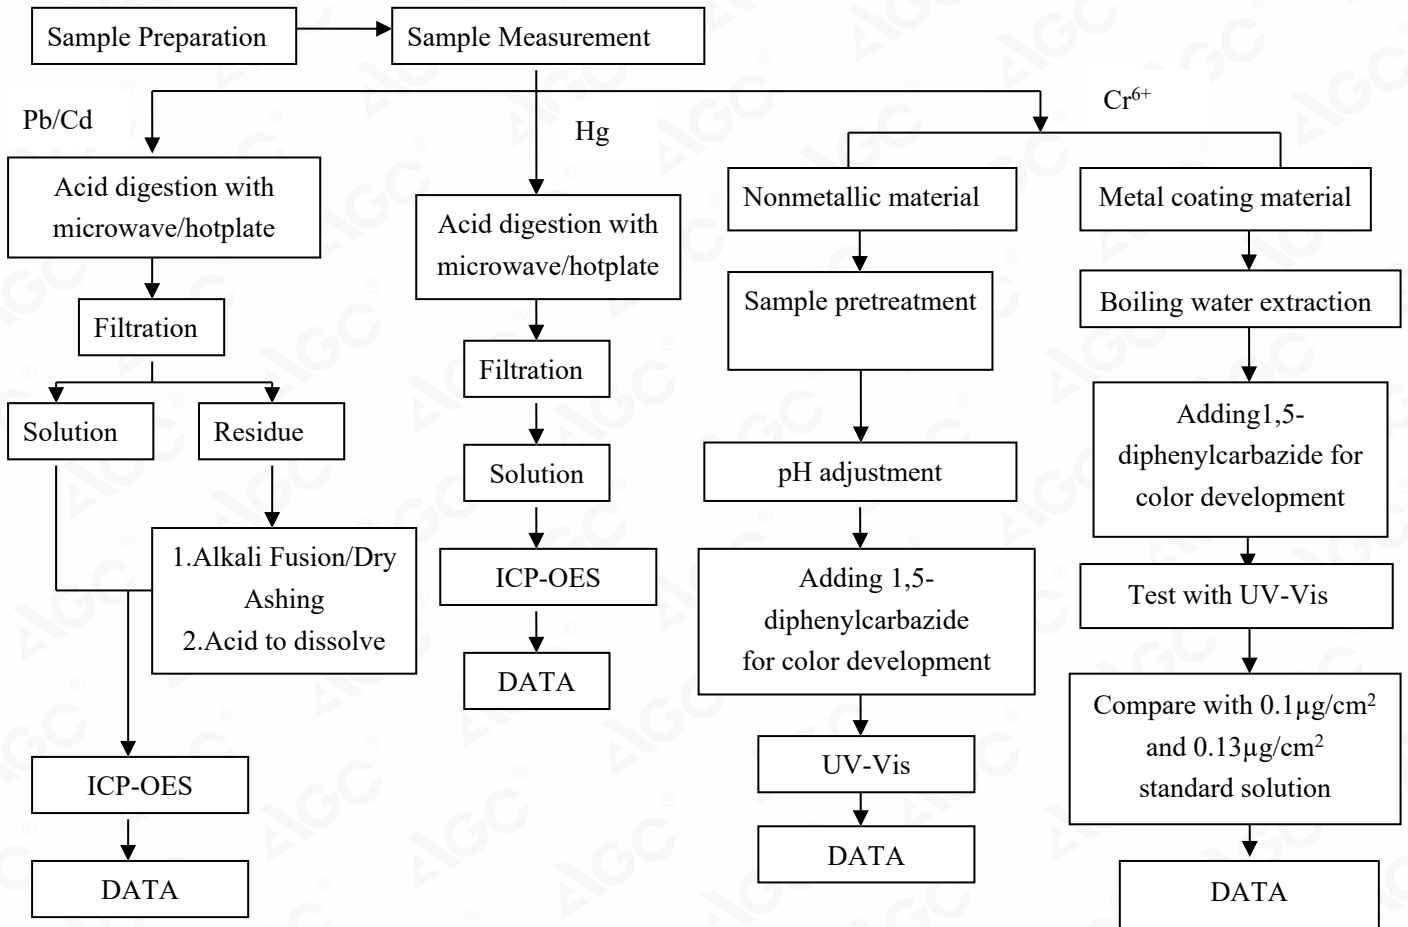 Sample Preparation
Sample Measurement
Pb/Cd
Acid digestion with
microwave/hotplate
Filtration
Solution
Residue
1.Alkali Fusion/Dry
Ashing
2.Acid to dissolve
ICP-OES
DATA
Hg
Acid digestion with
microwave/hotplate
Filtration
Solution
ICP-OES
DATA
Cr⁶⁺
Nonmetallic material
Sample pretreatment
pH adjustment
Adding 1,5-
diphenylcarbazide
for color development
UV-Vis
DATA
Metal coating material
Boiling water extraction
Adding1,5-
diphenylcarbazide for
color development
Test with UV-Vis
Compare with 0.1μg/cm²
and 0.13μg/cm²
standard solution
DATA
AGC